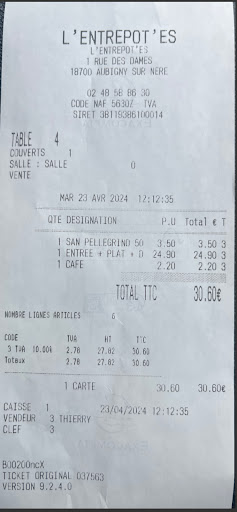 L'ENTREPOT'ES
L'ENTREPOT'ES
1 RUE DES DAMES
18700 AUBIGNY SUR NERE
02 48 58 86 30
CODE NAF 5630Z TVA
SIRET 38119386100014
TABLE 4
COUVERTS 1
SALLE : SALLE 0
VENTE
MAR 23 AVR 2024 12:12:35
QTE DESIGNATION P.U Total € T
1 SAN PELLEGRINO 50 3.50 3.50 3
1 ENTREE + PLAT + D 24.90 24.90 3
1 CAFE 2.20 2.20 3
TOTAL TTC 30.60€
NOMBRE LIGNES ARTICLES 6
CODE TVA HT TTC
3 TVA 10.00% 2.78 27.82 30.60
Totaux 2.78 27.82 30.60
1 CARTE 30.60 30.60€
CAISSE 1 23/04/2024 12:12:35
VENDEUR 3 THIERRY
CLEF 3
B00200ncX
TICKET ORIGINAL 037563
VERSION 9.2.4.0